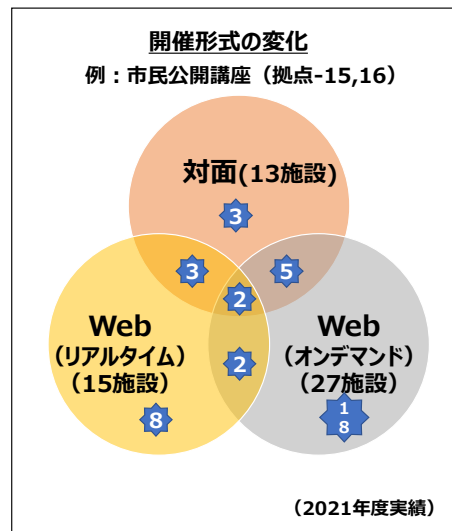 開催形式の変化
例：市民公開講座（拠点-15,16）
対面(13施設)
3
3
5
2
Web
（リアルタイム）
（15施設）
Web
（オンデマンド）
（27施設）
2
8
1
8
（2021年度実績）